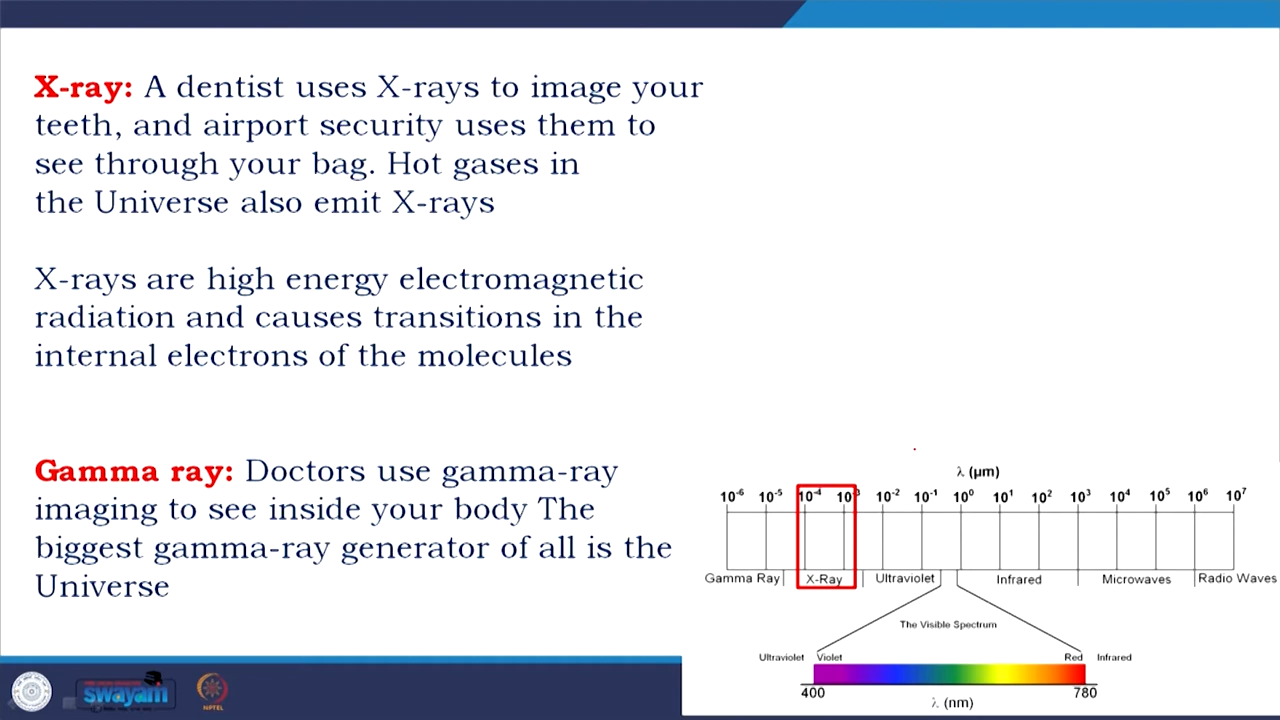 X-ray: A dentist uses X-rays to image your
teeth, and airport security uses them to
see through your bag. Hot gases in
the Universe also emit X-rays
X-rays are high energy electromagnetic
radiation and causes transitions in the
internal electrons of the molecules
Gamma ray: Doctors use gamma-ray
imaging to see inside your body The
biggest gamma-ray generator of all is the
Universe
λ (μm)
10⁻⁶ 10⁻⁵ 10⁻⁴ 10⁻³ 10⁻² 10⁻¹ 10⁰ 10¹ 10² 10³ 10⁴ 10⁵ 10⁶ 10⁷
Gamma Ray X-Ray Ultraviolet Infrared Microwaves Radio Waves
The Visible Spectrum
Ultraviolet Violet Red Infrared
400 780
λ (nm)
swayam
NPTEL